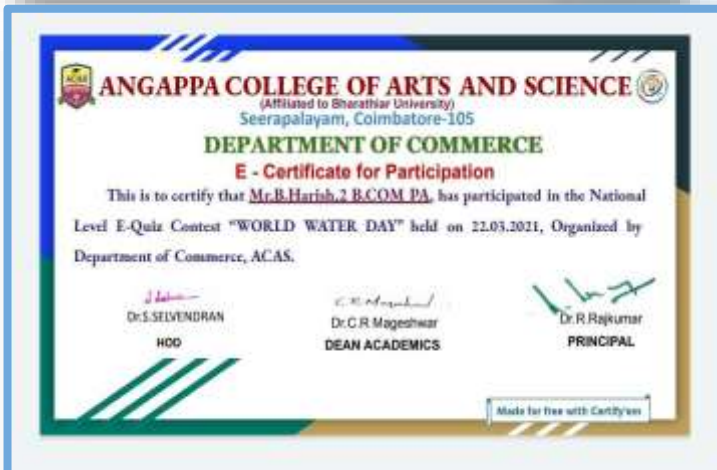 ANGAPPA COLLEGE OF ARTS AND SCIENCE
(Affiliated to Bharathiar University)
Seerapalayam, Coimbatore-105
DEPARTMENT OF COMMERCE
E - Certificate for Participation
This is to certify that Mr.B.Harish.2 B.COM PA, has participated in the National
Level E-Quiz Contest "WORLD WATER DAY" held on 22.03.2021, Organized by
Department of Commerce, ACAS.
Dr.S.SELVENDRAN
HOD
Dr.C.R Mageshwar
DEAN ACADEMICS
Dr.R.Rajkumar
PRINCIPAL
Made for free with Certify'em